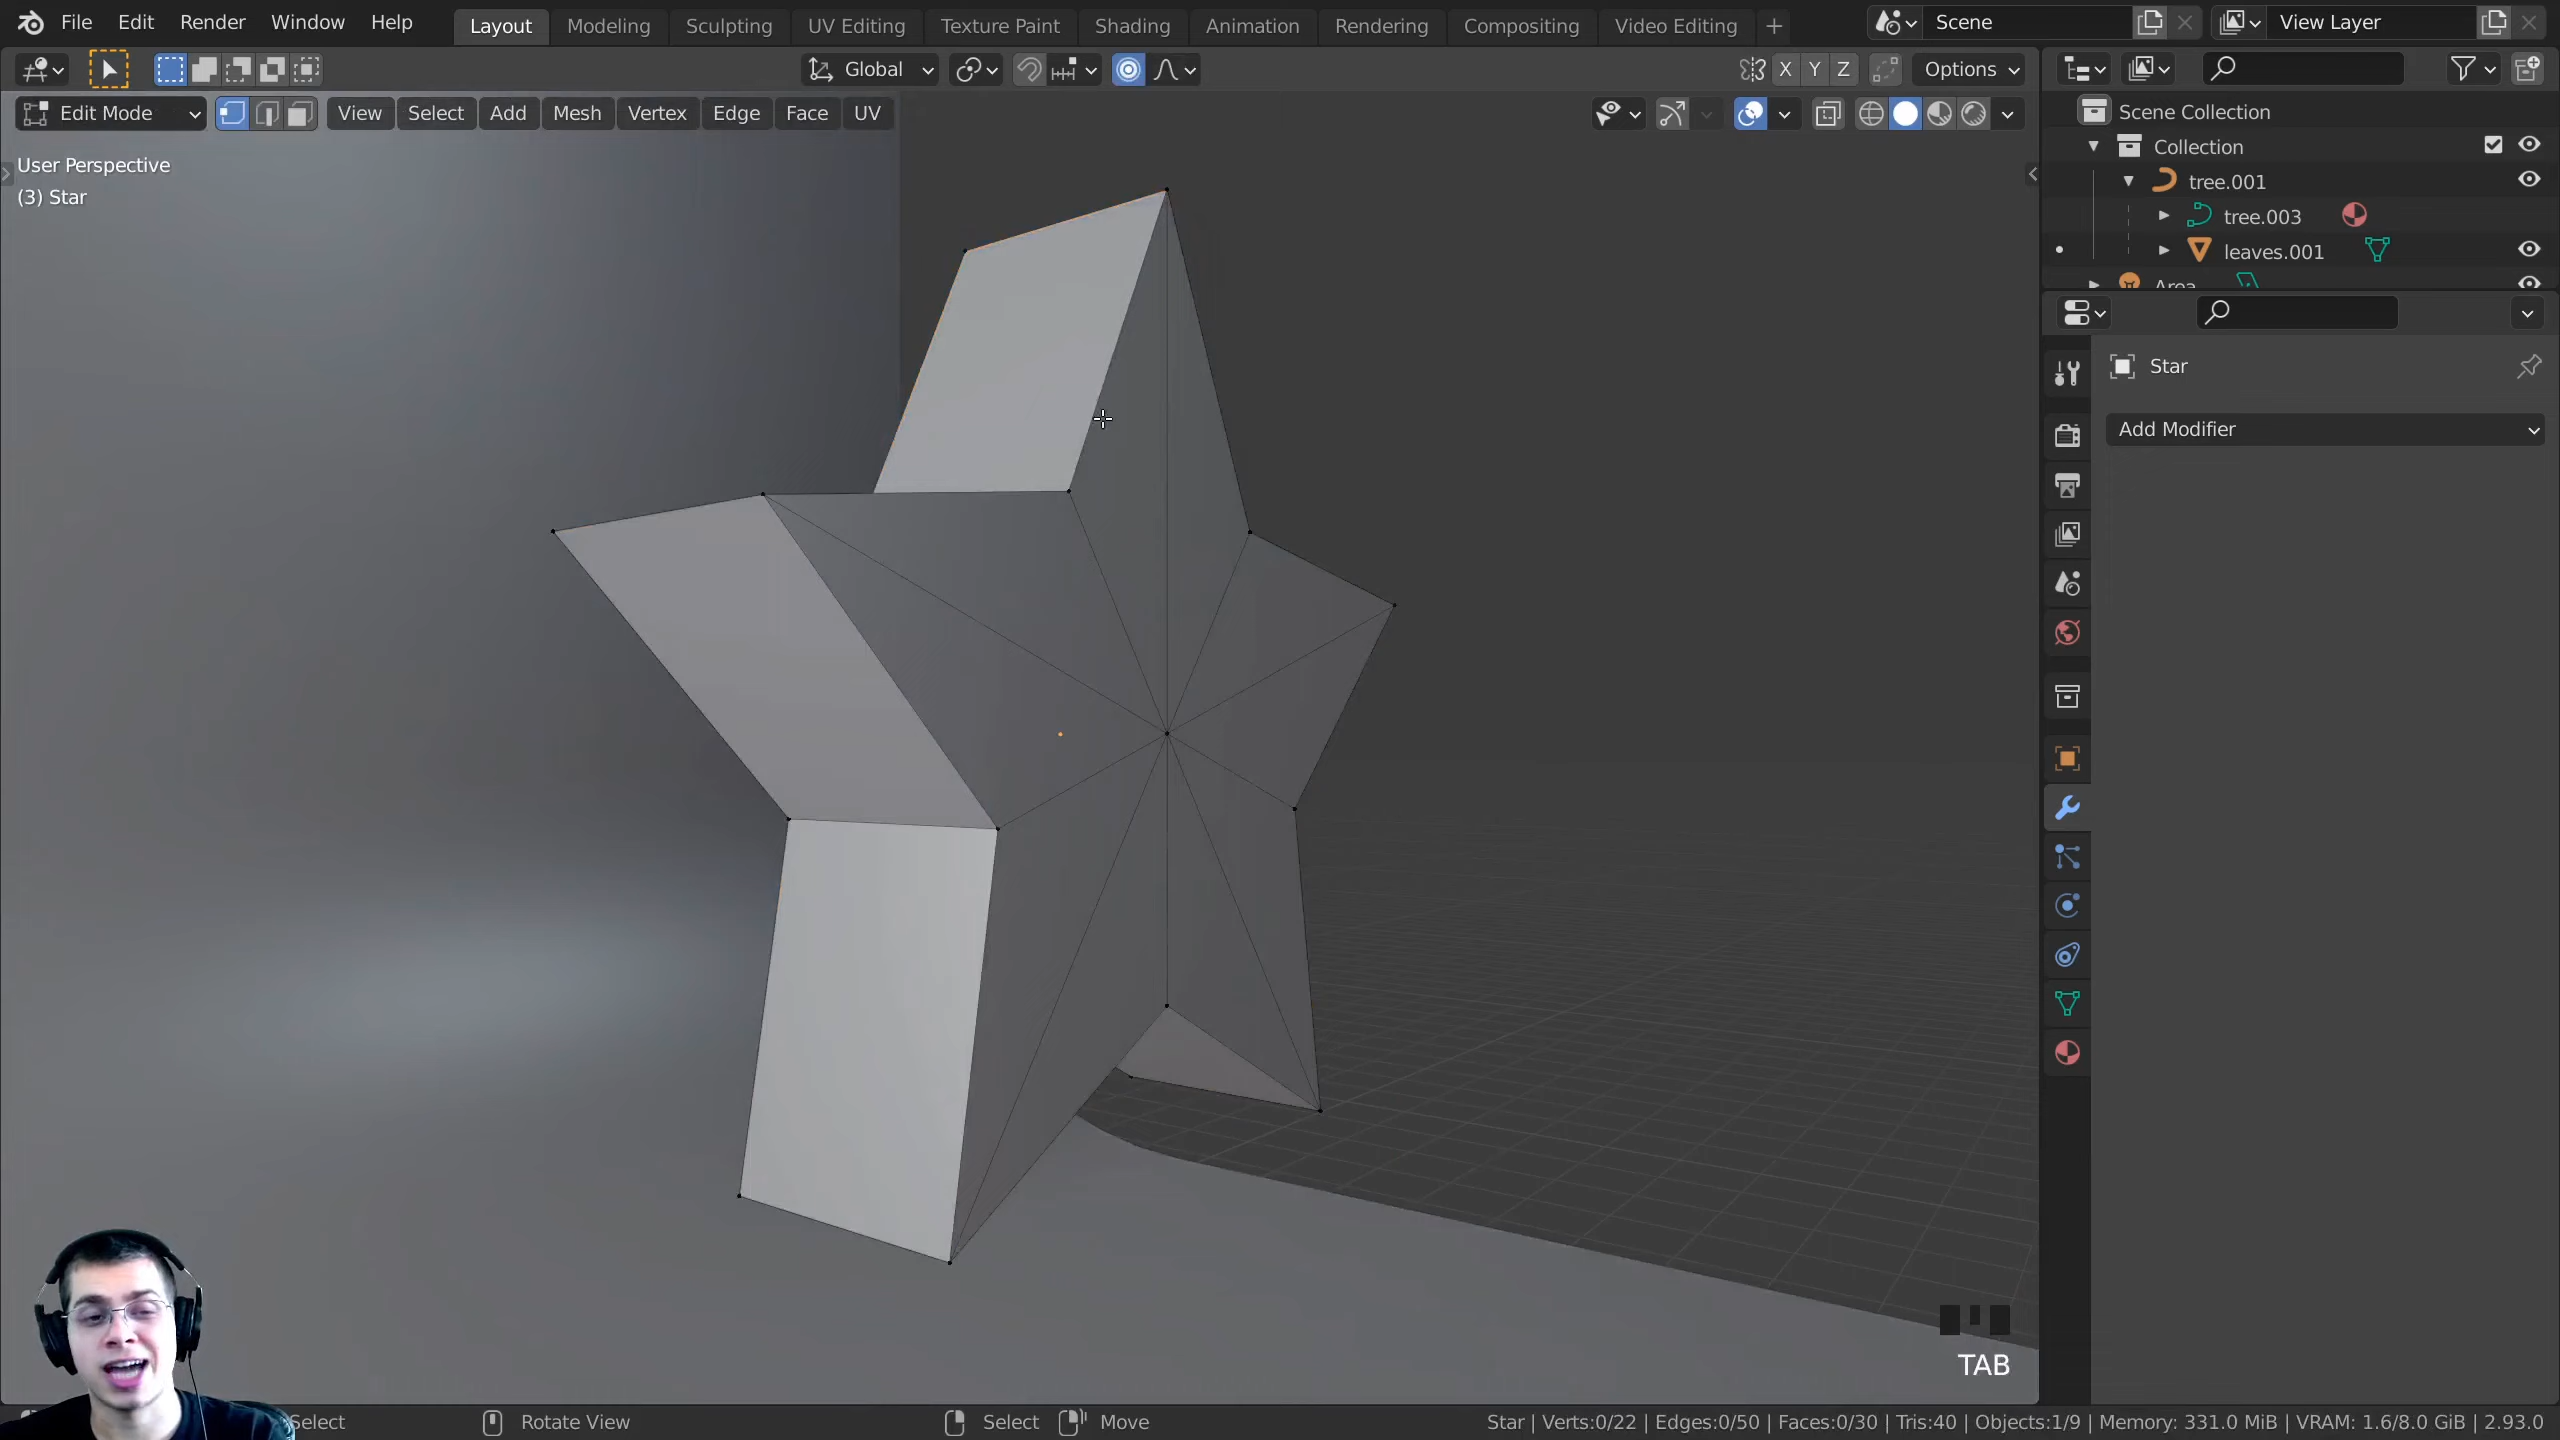 File Edit Render Window Help Layout Modeling Sculpting UV Editing Texture Paint Shading Animation Rendering Compositing Video Editing + Scene View Layer
Global X Y Z Options
Edit Mode View Select Add Mesh Vertex Edge Face UV
Scene Collection
User Perspective
Collection
(3) Star
tree.001
tree.003
leaves.001
Area
Star
Add Modifier
TAB
Select Rotate View Select Move Star | Verts:0/22 | Edges:0/50 | Faces:0/30 | Tris:40 | Objects:1/9 | Memory: 331.0 MiB | VRAM: 1.6/8.0 GiB | 2.93.0